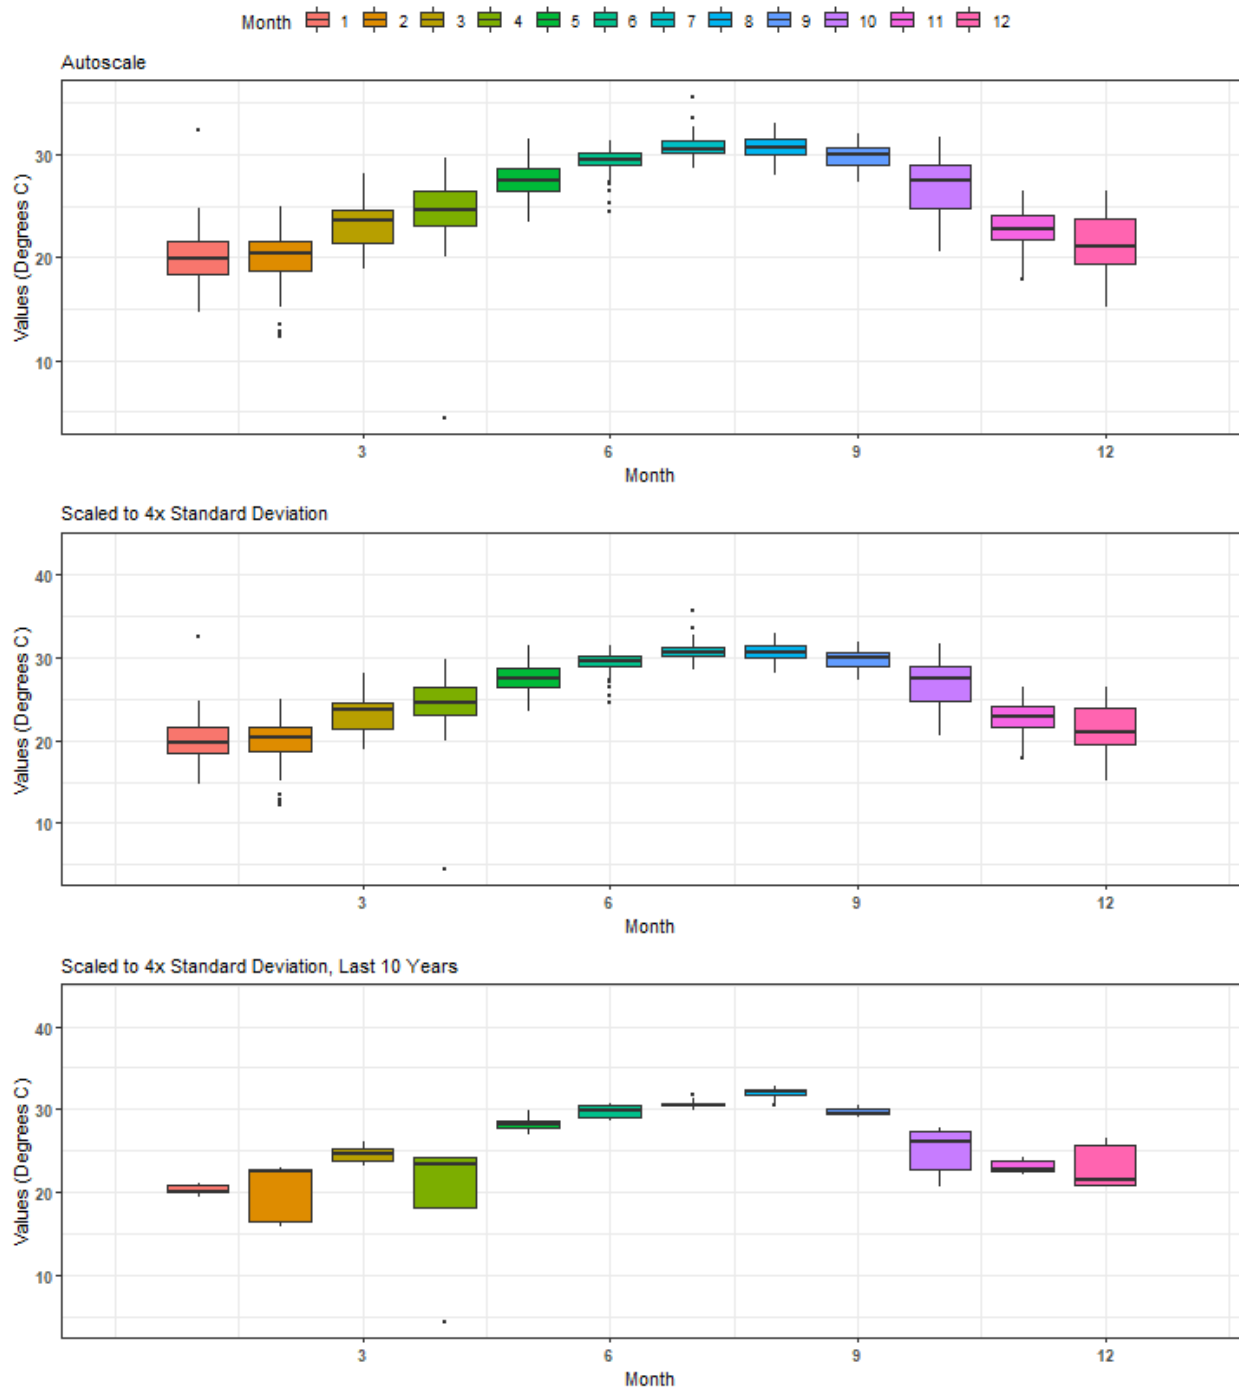 Month 1 2 3 4 5 6 7 8 9 10 11 12
Autoscale
Values (Degrees C)
30
20
10
3 6 9 12
Month
Scaled to 4x Standard Deviation
Values (Degrees C)
40
30
20
10
3 6 9 12
Month
Scaled to 4x Standard Deviation, Last 10 Years
Values (Degrees C)
40
30
20
10
3 6 9 12
Month